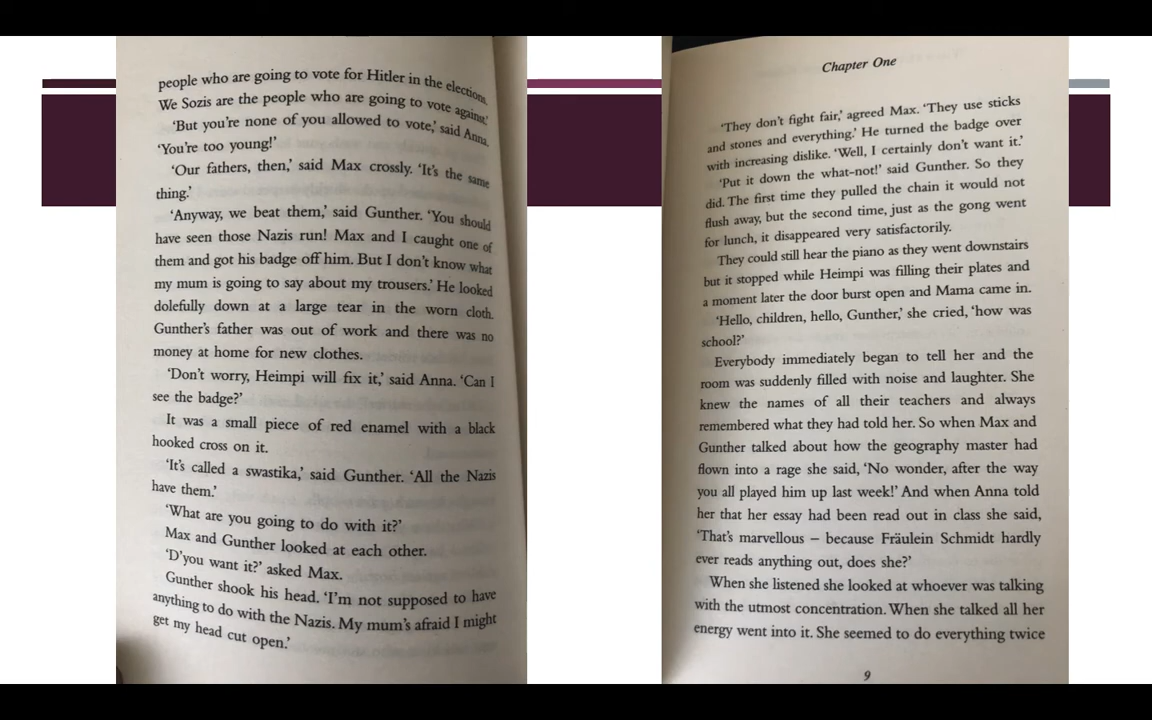 people who are going to vote for Hitler in the elections.
We Sozis are the people who are going to vote against.'
'But you're none of you allowed to vote,' said Anna.
'You're too young!'
'Our fathers, then,' said Max crossly. 'It's the same
thing.'
'Anyway, we beat them,' said Gunther. 'You should
have seen those Nazis run! Max and I caught one of
them and got his badge off him. But I don't know what
my mum is going to say about my trousers.' He looked
dolefully down at a large tear in the worn cloth.
Gunther's father was out of work and there was no
money at home for new clothes.
'Don't worry, Heimpi will fix it,' said Anna. 'Can I
see the badge?'
It was a small piece of red enamel with a black
hooked cross on it.
'It's called a swastika,' said Gunther. 'All the Nazis
have them.'
'What are you going to do with it?'
Max and Gunther looked at each other.
'D'you want it?' asked Max.
Gunther shook his head. 'I'm not supposed to have
anything to do with the Nazis. My mum's afraid I might
get my head cut open.'
Chapter One
'They don't fight fair,' agreed Max. 'They use sticks
and stones and everything.' He turned the badge over
with increasing dislike. 'Well, I certainly don't want it.'
'Put it down the what-not!' said Gunther. So they
did. The first time they pulled the chain it would not
flush away, but the second time, just as the gong went
for lunch, it disappeared very satisfactorily.
They could still hear the piano as they went downstairs
but it stopped while Heimpi was filling their plates and
a moment later the door burst open and Mama came in.
'Hello, children, hello, Gunther,' she cried, 'how was
school?'
Everybody immediately began to tell her and the
room was suddenly filled with noise and laughter. She
knew the names of all their teachers and always
remembered what they had told her. So when Max and
Gunther talked about how the geography master had
flown into a rage she said, 'No wonder, after the way
you all played him up last week!' And when Anna told
her that her essay had been read out in class she said,
'That's marvellous – because Fräulein Schmidt hardly
ever reads anything out, does she?'
When she listened she looked at whoever was talking
with the utmost concentration. When she talked all her
energy went into it. She seemed to do everything twice
9